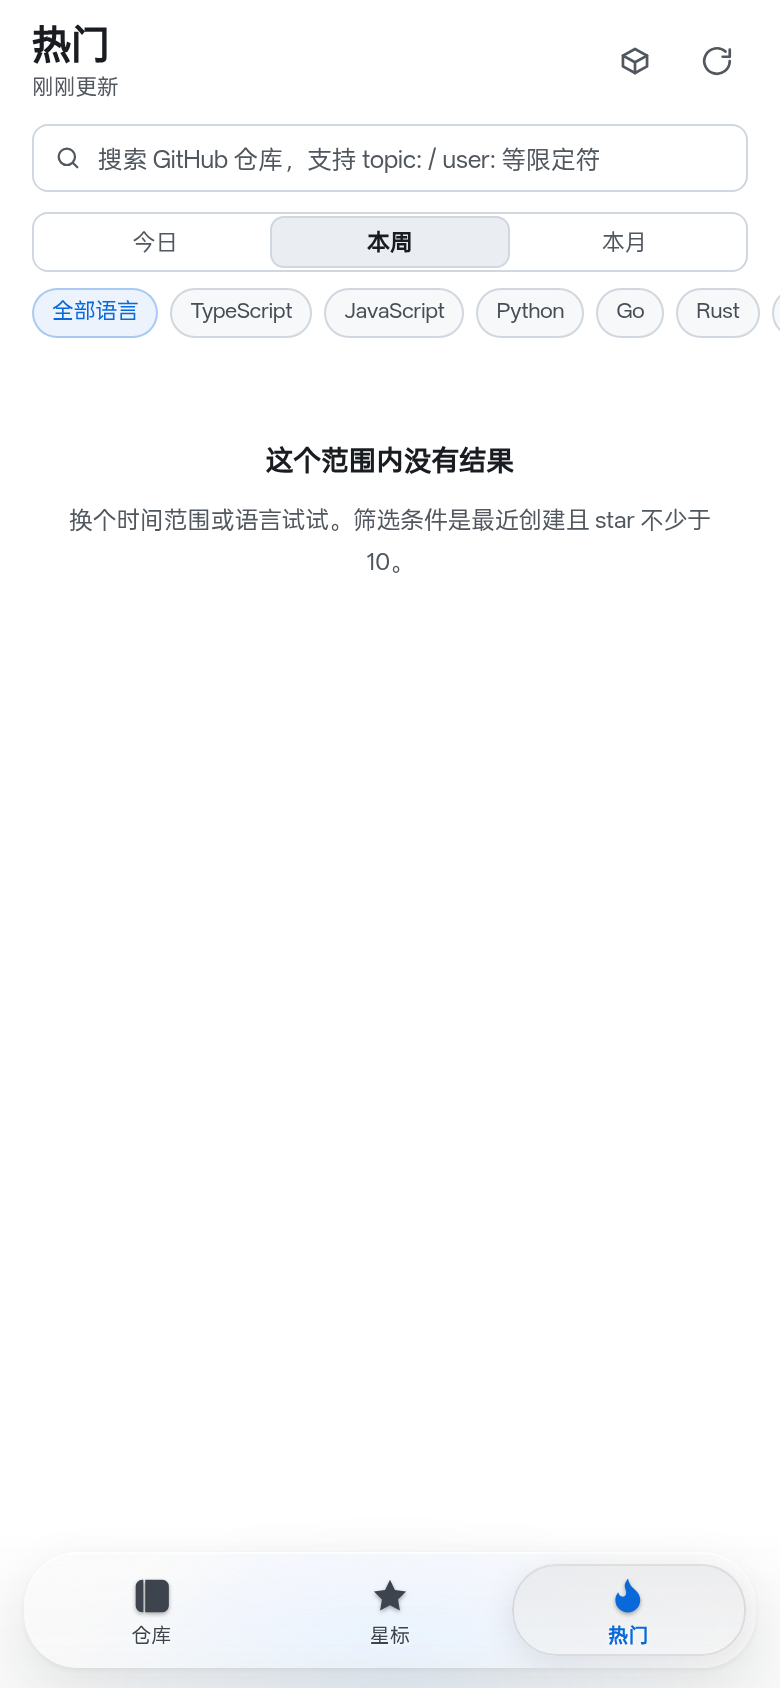 热门
刚刚更新
搜索 GitHub 仓库，支持 topic: / user: 等限定符
今日 本周 本月
全部语言 TypeScript JavaScript Python Go Rust
这个范围内没有结果
换个时间范围或语言试试。筛选条件是最近创建且 star 不少于
10。
仓库 星标 热门